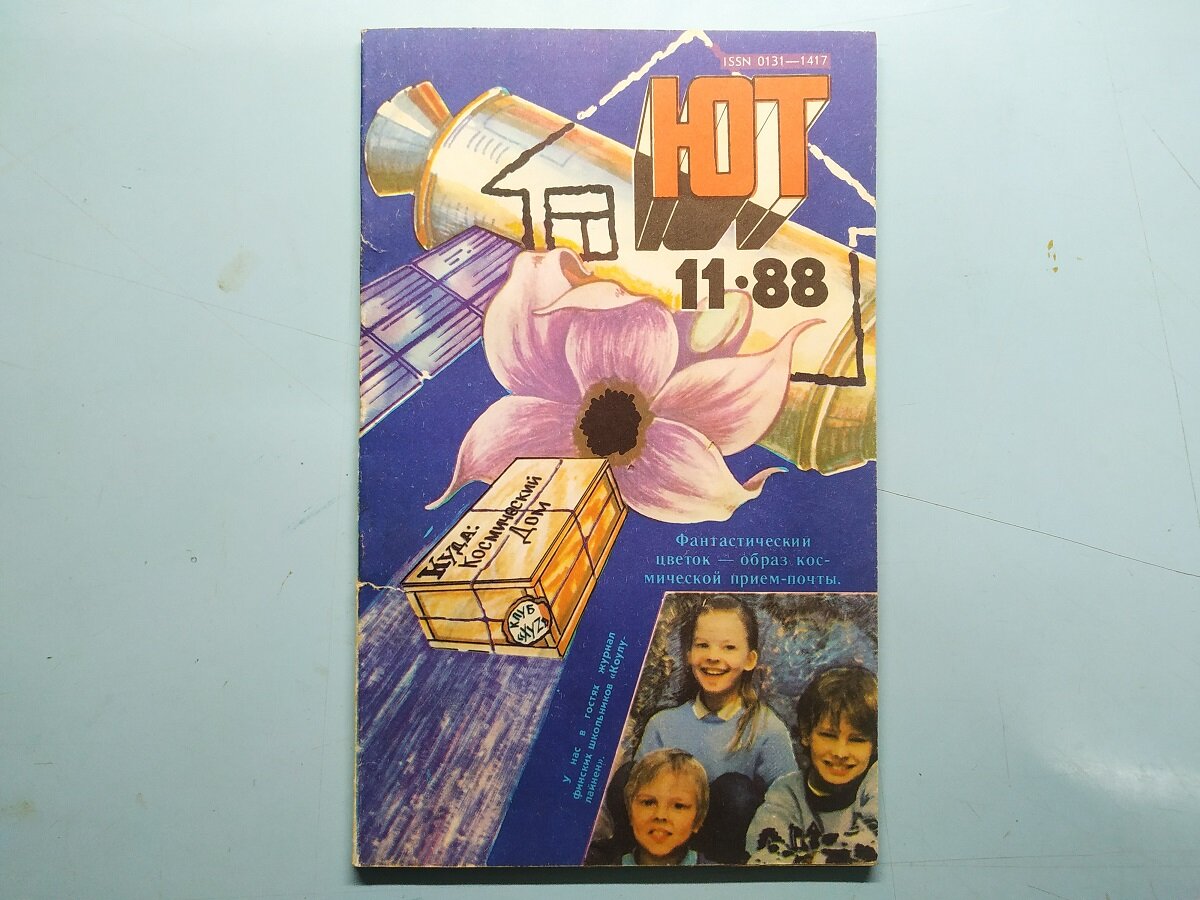 ISSN 0131—1417
ЮТ
11·88
Куда:
Космический
Дом
КЛУБ
«XYZ»
Фантастический
цветок — образ кос-
мической прием-почты.
У нас в гостях журнал
финских школьников «Коулу-
лайнен».